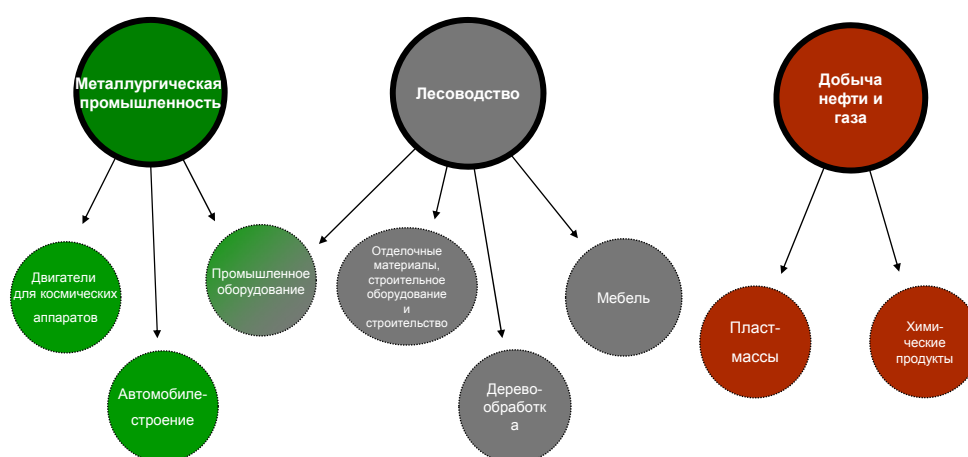 Металлургическая
промышленность
Лесоводство
Добыча
нефти и
газа
Двигатели
для космических
аппаратов
Промышленное
оборудование
Отделочные
материалы,
строительное
оборудование
и
строительство
Мебель
Пласт-
массы
Хими-
ческие
продукты
Автомобиле-
строение
Дерево-
обработк
а